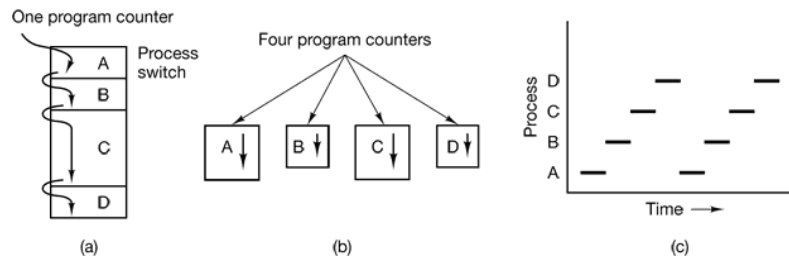 One program counter
Process
switch
A
B
C
D
(a)
Four program counters
A
B
C
D
(b)
Process
D
C
B
A
Time
(c)